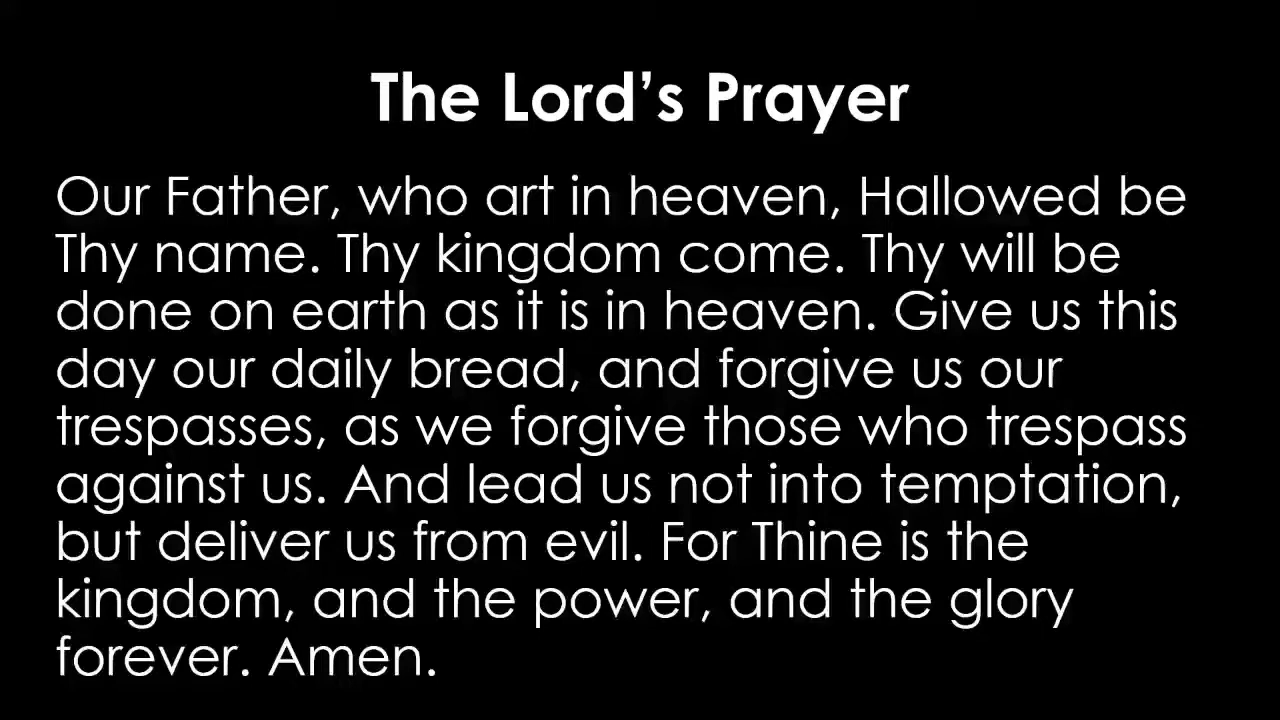 The Lord’s Prayer
Our Father, who art in heaven, Hallowed be
Thy name. Thy kingdom come. Thy will be
done on earth as it is in heaven. Give us this
day our daily bread, and forgive us our
trespasses, as we forgive those who trespass
against us. And lead us not into temptation,
but deliver us from evil. For Thine is the
kingdom, and the power, and the glory
forever. Amen.